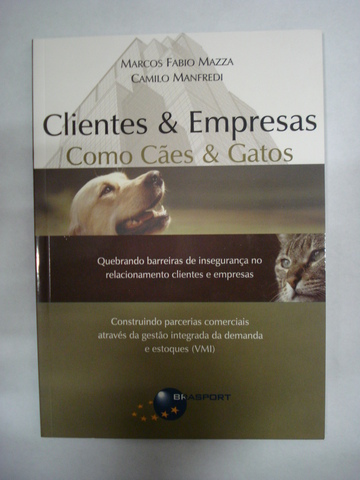 MARCOS FABIO MAZZA
CAMILO MANFREDI
Clientes & Empresas
Como Cães & Gatos
Quebrando barreiras de insegurança no
relacionamento clientes e empresas
Construindo parcerias comerciais
através da gestão integrada da demanda
e estoques (VMI)
BRASPORT